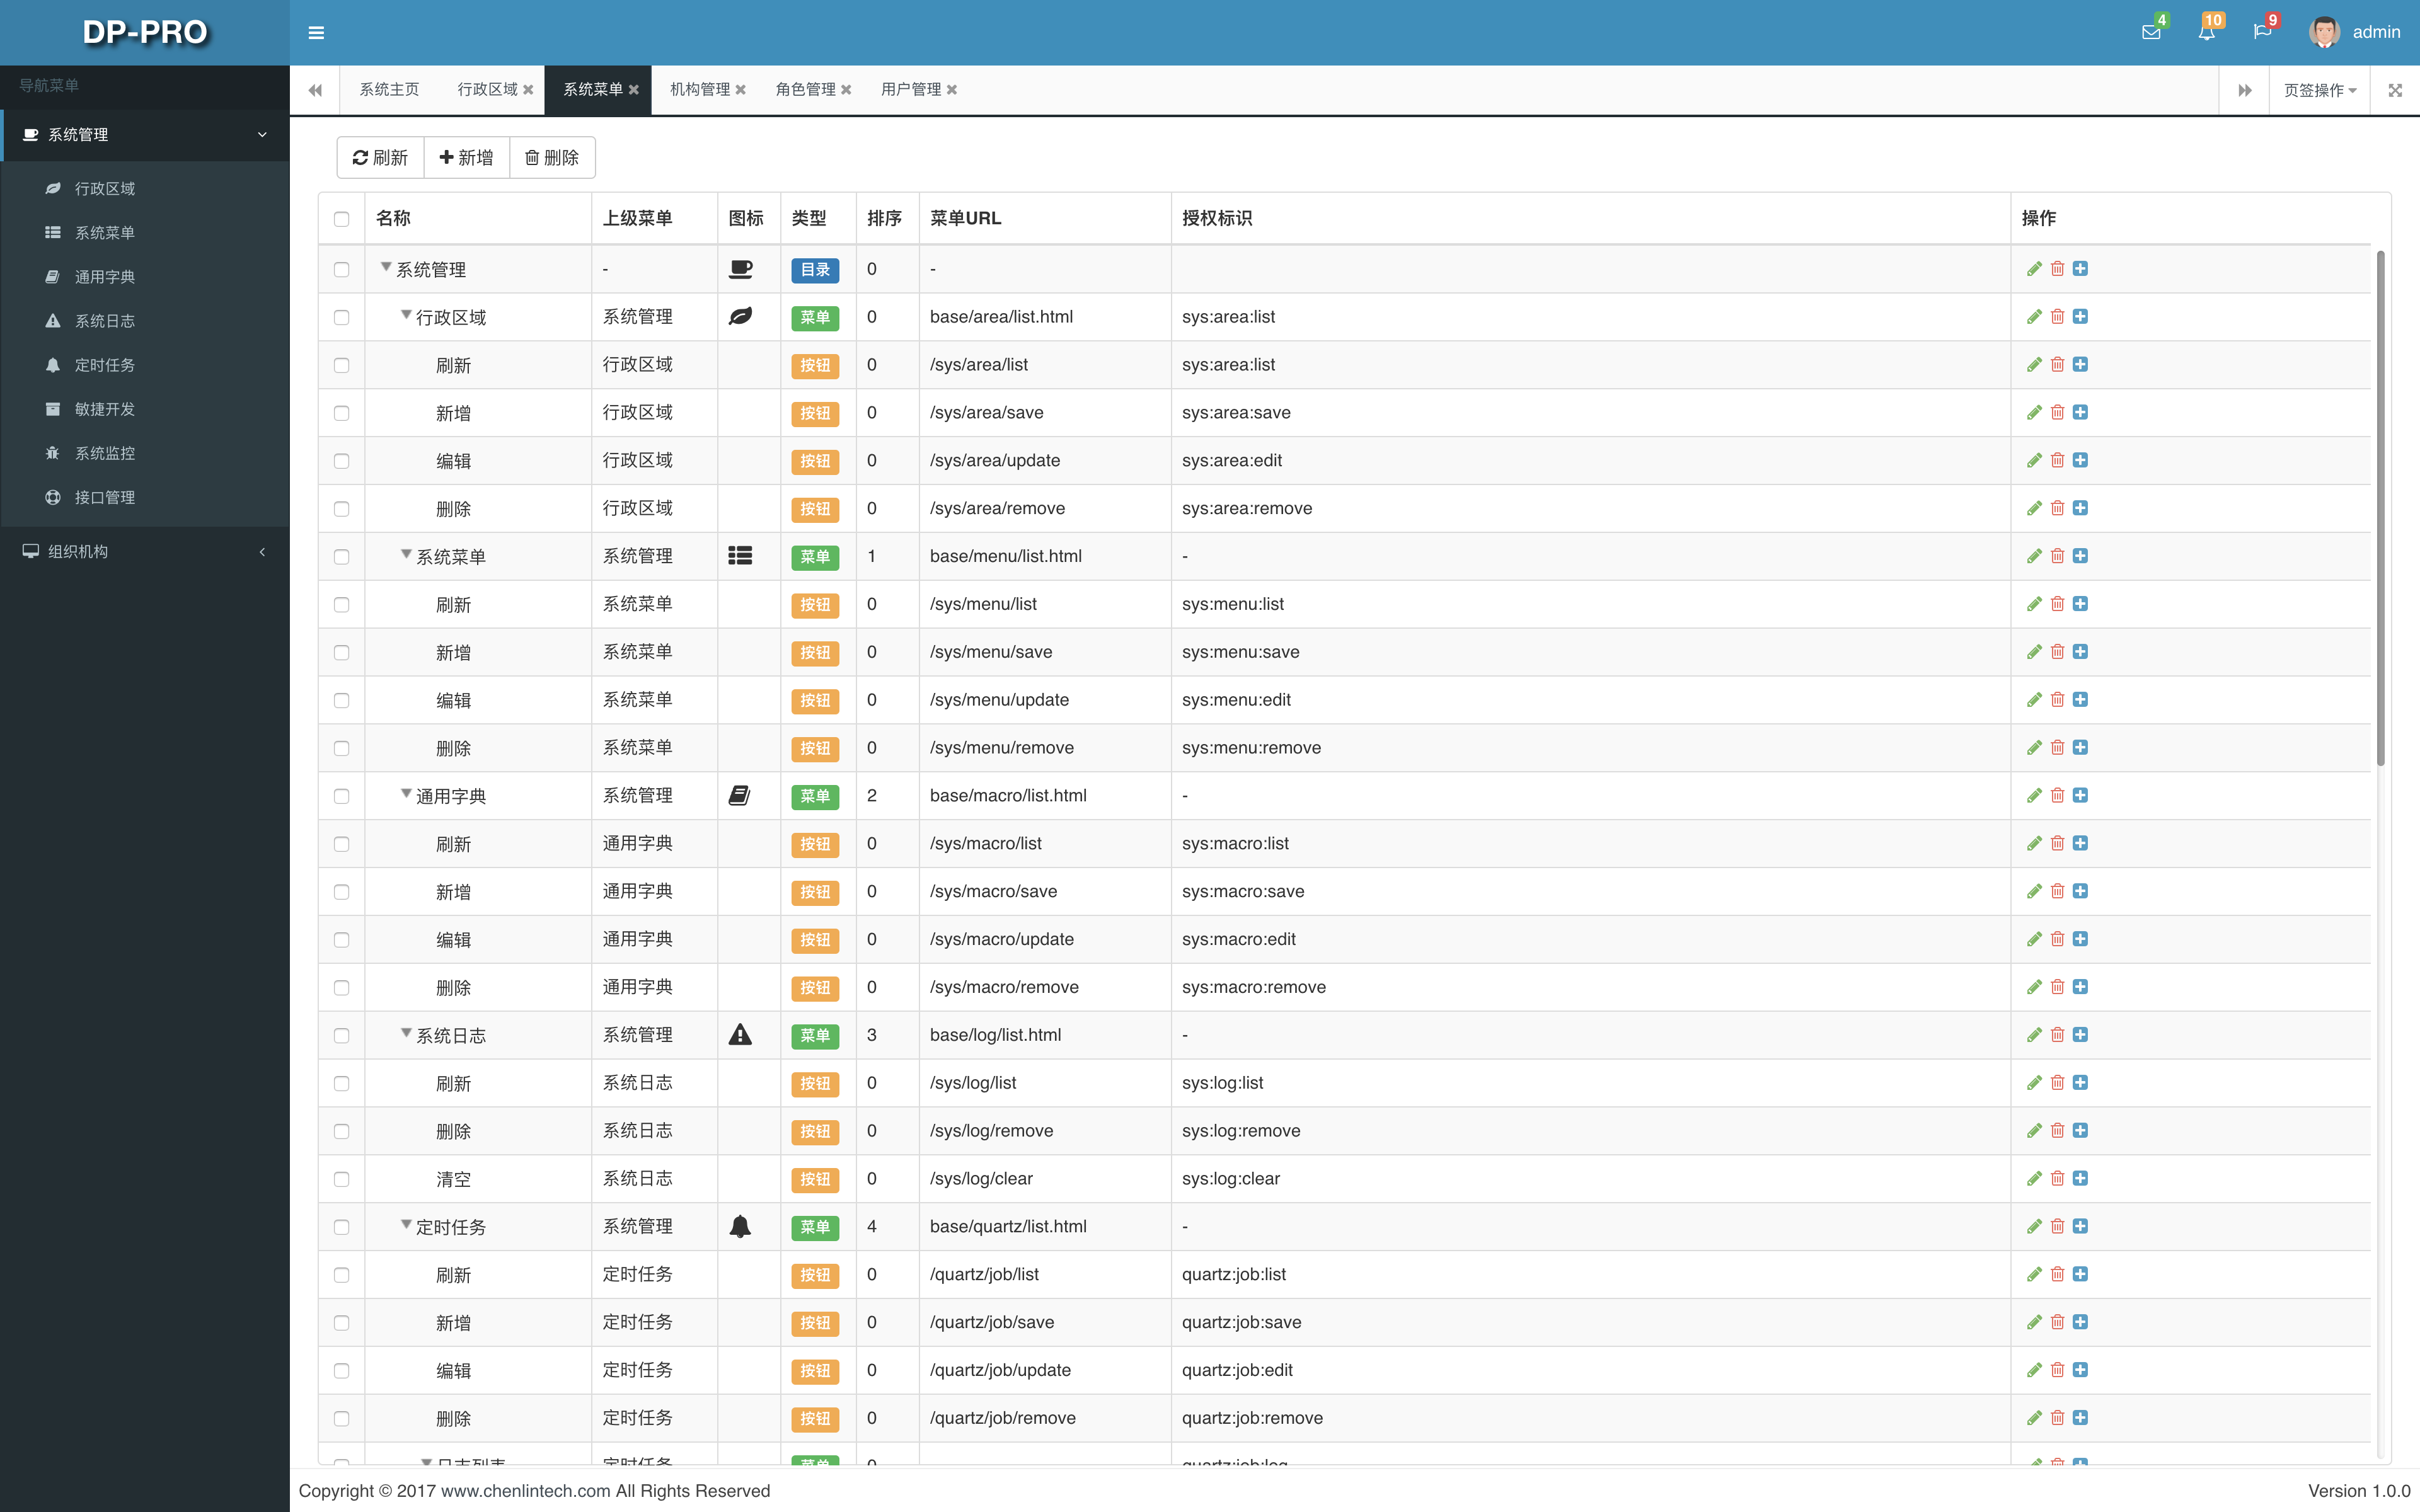 DP-PRO
4
10
9
admin
导航菜单
系统管理
行政区域
系统菜单
通用字典
系统日志
定时任务
敏捷开发
系统监控
接口管理
组织机构
系统主页 行政区域 系统菜单 机构管理 角色管理 用户管理 页签操作
刷新 新增 删除
名称 上级菜单 图标 类型 排序 菜单URL 授权标识 操作
系统管理 - 目录 0 -
行政区域 系统管理 菜单 0 base/area/list.html sys:area:list
刷新 行政区域 按钮 0 /sys/area/list sys:area:list
新增 行政区域 按钮 0 /sys/area/save sys:area:save
编辑 行政区域 按钮 0 /sys/area/update sys:area:edit
删除 行政区域 按钮 0 /sys/area/remove sys:area:remove
系统菜单 系统管理 菜单 1 base/menu/list.html -
刷新 系统菜单 按钮 0 /sys/menu/list sys:menu:list
新增 系统菜单 按钮 0 /sys/menu/save sys:menu:save
编辑 系统菜单 按钮 0 /sys/menu/update sys:menu:edit
删除 系统菜单 按钮 0 /sys/menu/remove sys:menu:remove
通用字典 系统管理 菜单 2 base/macro/list.html -
刷新 通用字典 按钮 0 /sys/macro/list sys:macro:list
新增 通用字典 按钮 0 /sys/macro/save sys:macro:save
编辑 通用字典 按钮 0 /sys/macro/update sys:macro:edit
删除 通用字典 按钮 0 /sys/macro/remove sys:macro:remove
系统日志 系统管理 菜单 3 base/log/list.html -
刷新 系统日志 按钮 0 /sys/log/list sys:log:list
删除 系统日志 按钮 0 /sys/log/remove sys:log:remove
清空 系统日志 按钮 0 /sys/log/clear sys:log:clear
定时任务 系统管理 菜单 4 base/quartz/list.html -
刷新 定时任务 按钮 0 /quartz/job/list quartz:job:list
新增 定时任务 按钮 0 /quartz/job/save quartz:job:save
编辑 定时任务 按钮 0 /quartz/job/update quartz:job:edit
删除 定时任务 按钮 0 /quartz/job/remove quartz:job:remove
日志列表 定时任务 菜单 0 quartz:job:log
Copyright © 2017 www.chenlintech.com All Rights Reserved
Version 1.0.0